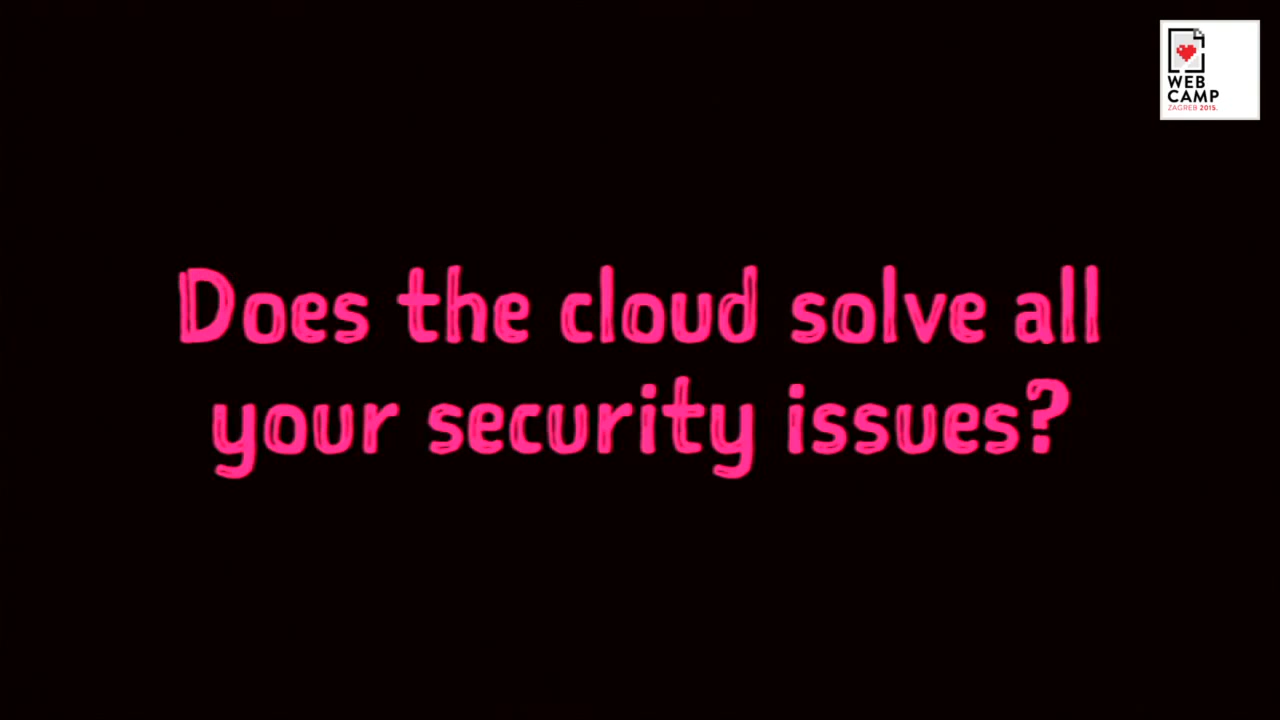 WEB
CAMP
ZAGREB 2015.
Does the cloud solve all
your security issues?